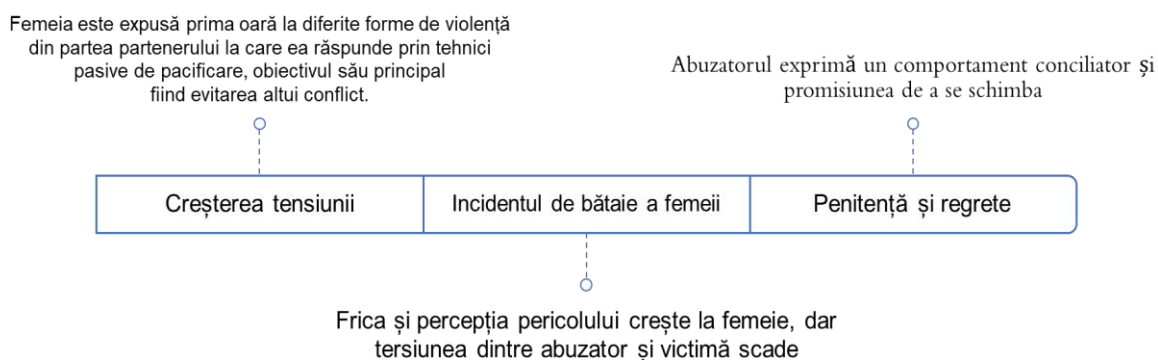 Femeia este expusă prima oară la diferite forme de violență
din partea partenerului la care ea răspunde prin tehnici
pasive de pacificare, obiectivul său principal
fiind evitarea altui conflict.
Abuzatorul exprimă un comportament conciliator și
promisiunea de a se schimba
Creșterea tensiunii
Incidentul de bătaie a femeii
Penitență și regrete
Frica și percepția pericolului crește la femeie, dar
tersiunea dintre abuzator și victimă scade